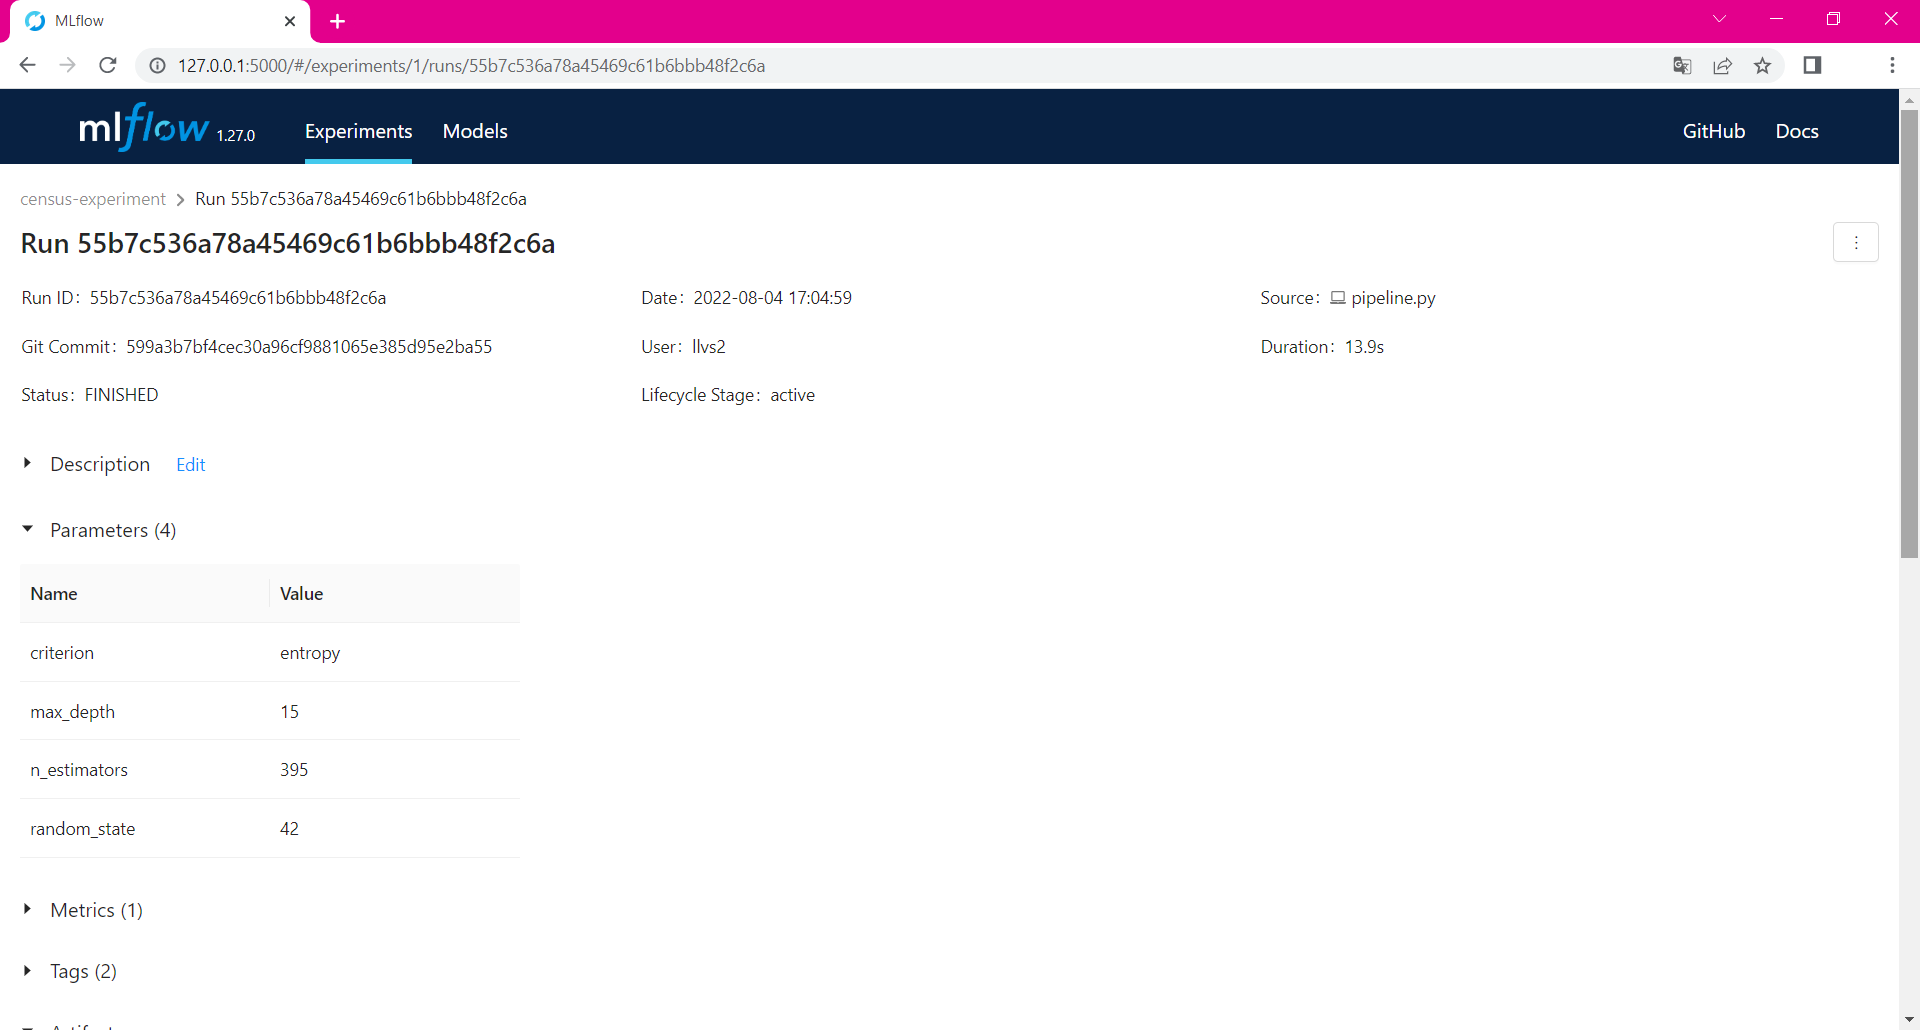 MLflow
127.0.0.1:5000/#/experiments/1/runs/55b7c536a78a45469c61b6bbb48f2c6a
mlflow 1.27.0 Experiments Models GitHub Docs
census-experiment > Run 55b7c536a78a45469c61b6bbb48f2c6a
Run 55b7c536a78a45469c61b6bbb48f2c6a
Run ID: 55b7c536a78a45469c61b6bbb48f2c6a Date: 2022-08-04 17:04:59 Source: pipeline.py
Git Commit: 599a3b7bf4cec30a96cf9881065e385d95e2ba55 User: llvs2 Duration: 13.9s
Status: FINISHED Lifecycle Stage: active
Description Edit
Parameters (4)
Name Value
criterion entropy
max_depth 15
n_estimators 395
random_state 42
Metrics (1)
Tags (2)